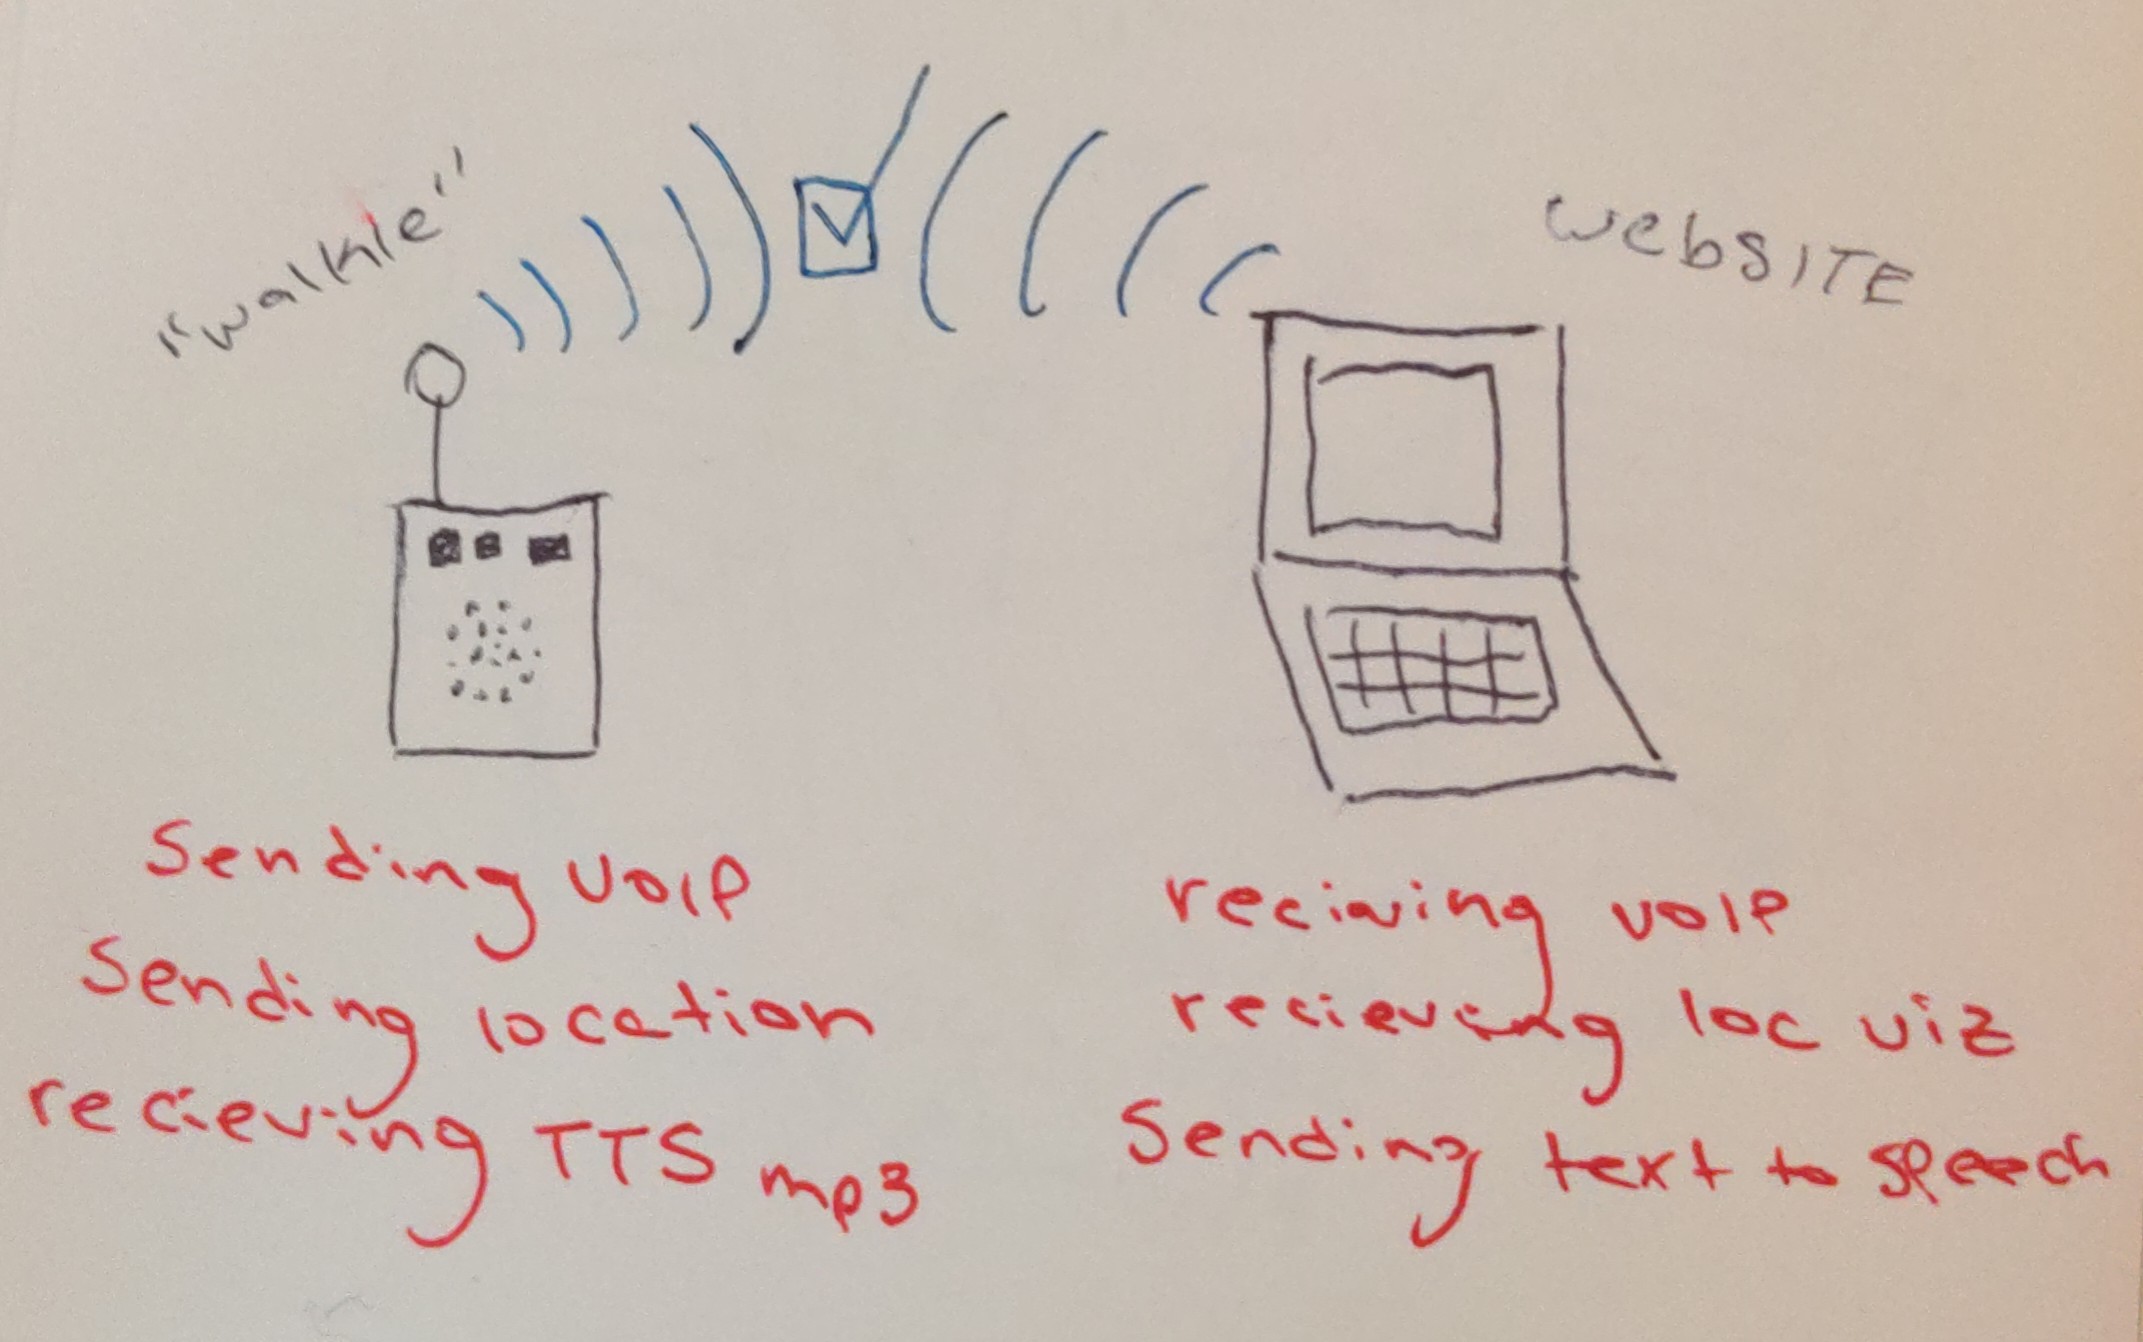 "walkie"
WebSITE
Sending VOIP
Sending location
recieving TTS mp3
reciving VOIP
recieving loc viz
Sending text to speech